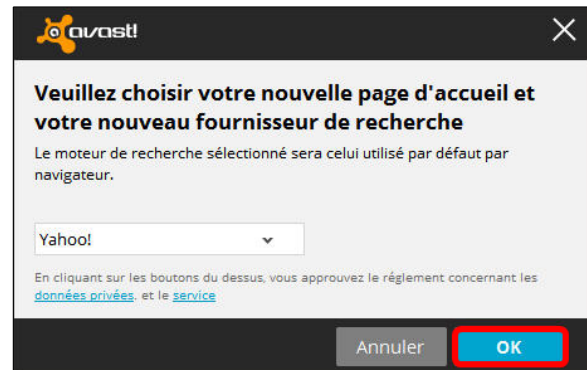 avast!
Veuillez choisir votre nouvelle page d'accueil et
votre nouveau fournisseur de recherche
Le moteur de recherche sélectionné sera celui utilisé par défaut par
navigateur.
Yahoo!
En cliquant sur les boutons du dessus, vous approuvez le réglement concernant les
données privées. et le service
Annuler
OK